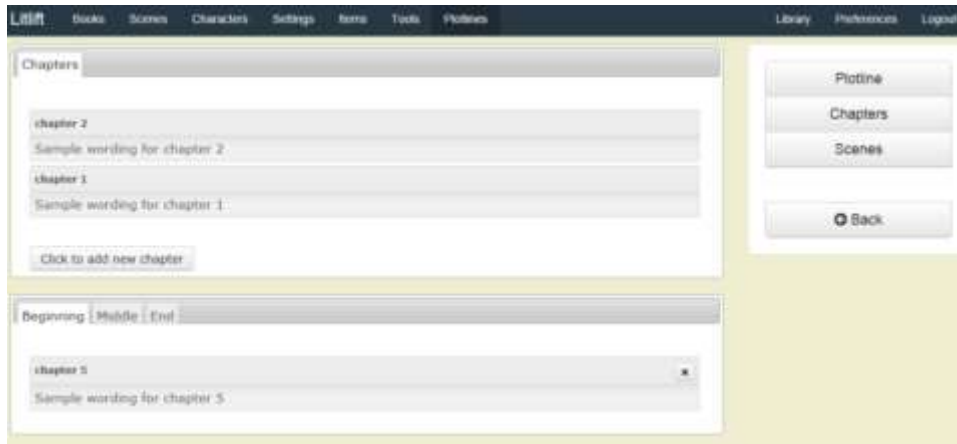 Litlift Books Scenes Characters Settings Items Tools Plotlines Library Preferences Logout
Chapters
chapter 2
Sample wording for chapter 2
chapter 1
Sample wording for chapter 1
Click to add new chapter
Plotline
Chapters
Scenes
Back
Beginning Middle End
chapter 5
Sample wording for chapter 5